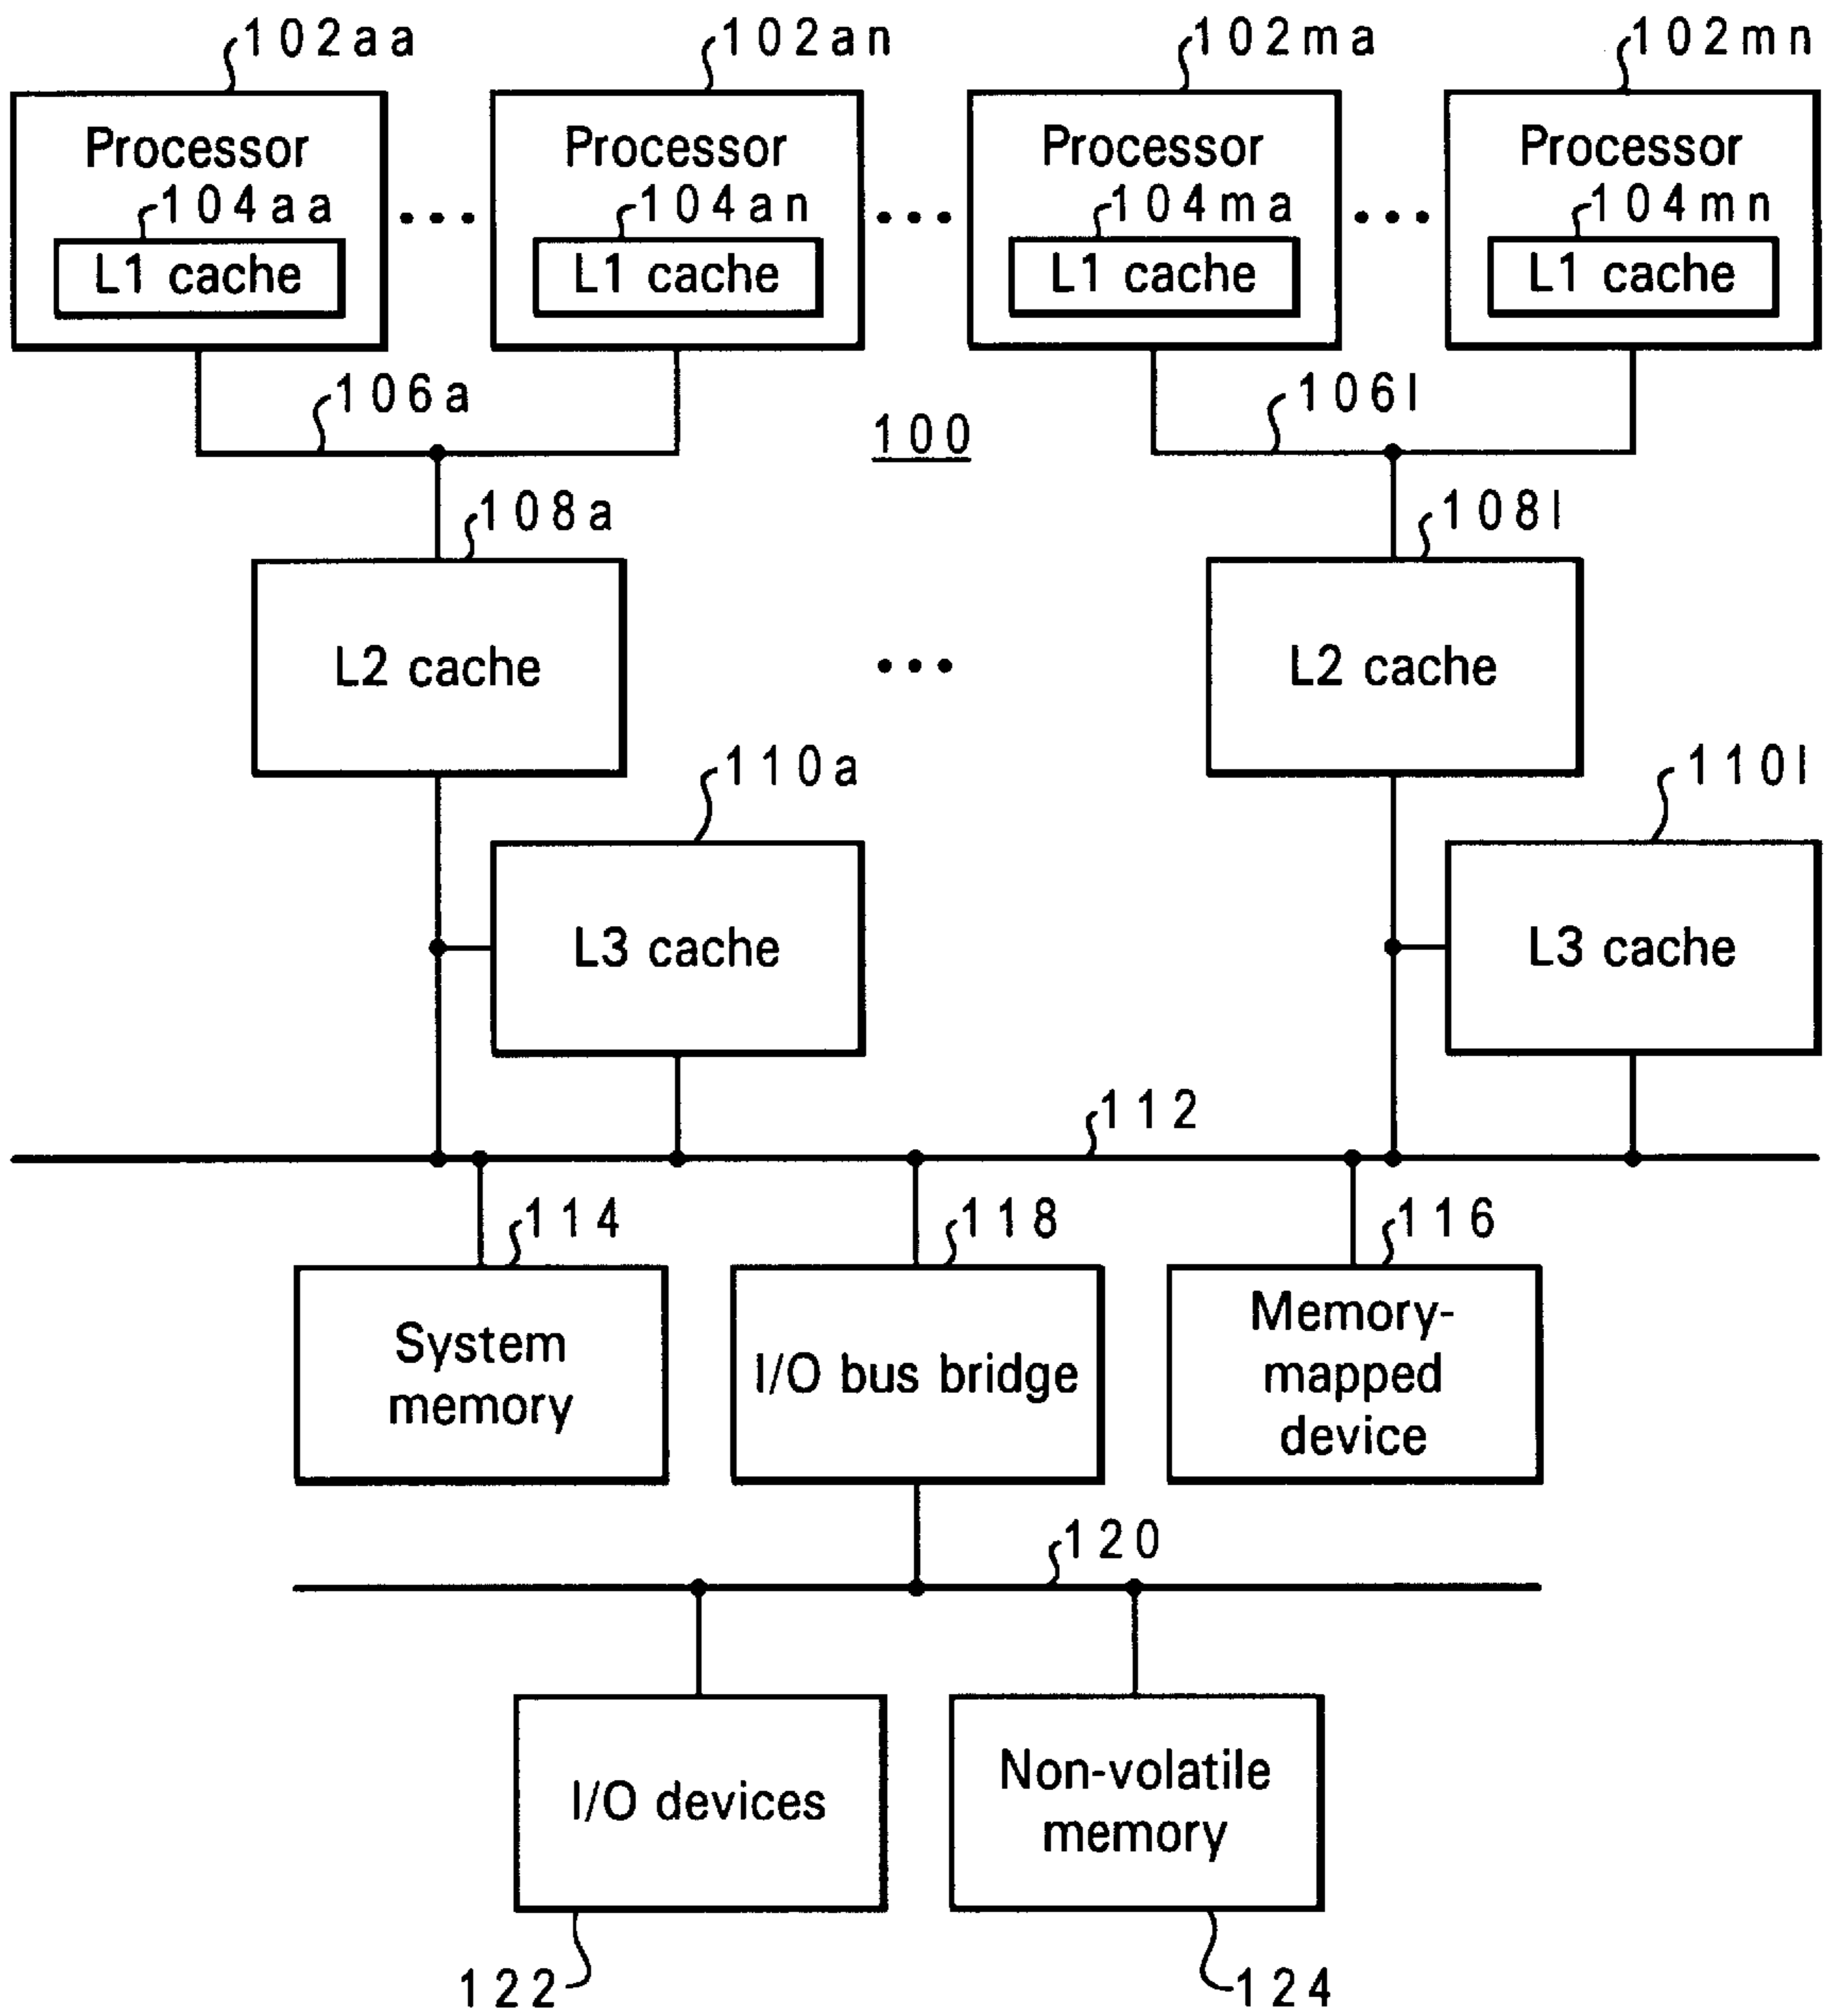 102aa 102an 102ma 102mn
Processor Processor Processor Processor
104aa 104an 104ma 104mn
L1 cache L1 cache L1 cache L1 cache
106a 106l
100
108a 108l
L2 cache L2 cache
110a 110l
L3 cache L3 cache
112
114 118 116
System memory
I/O bus bridge
Memory-
mapped
device
120
I/O devices
Non-volatile
memory
122 124